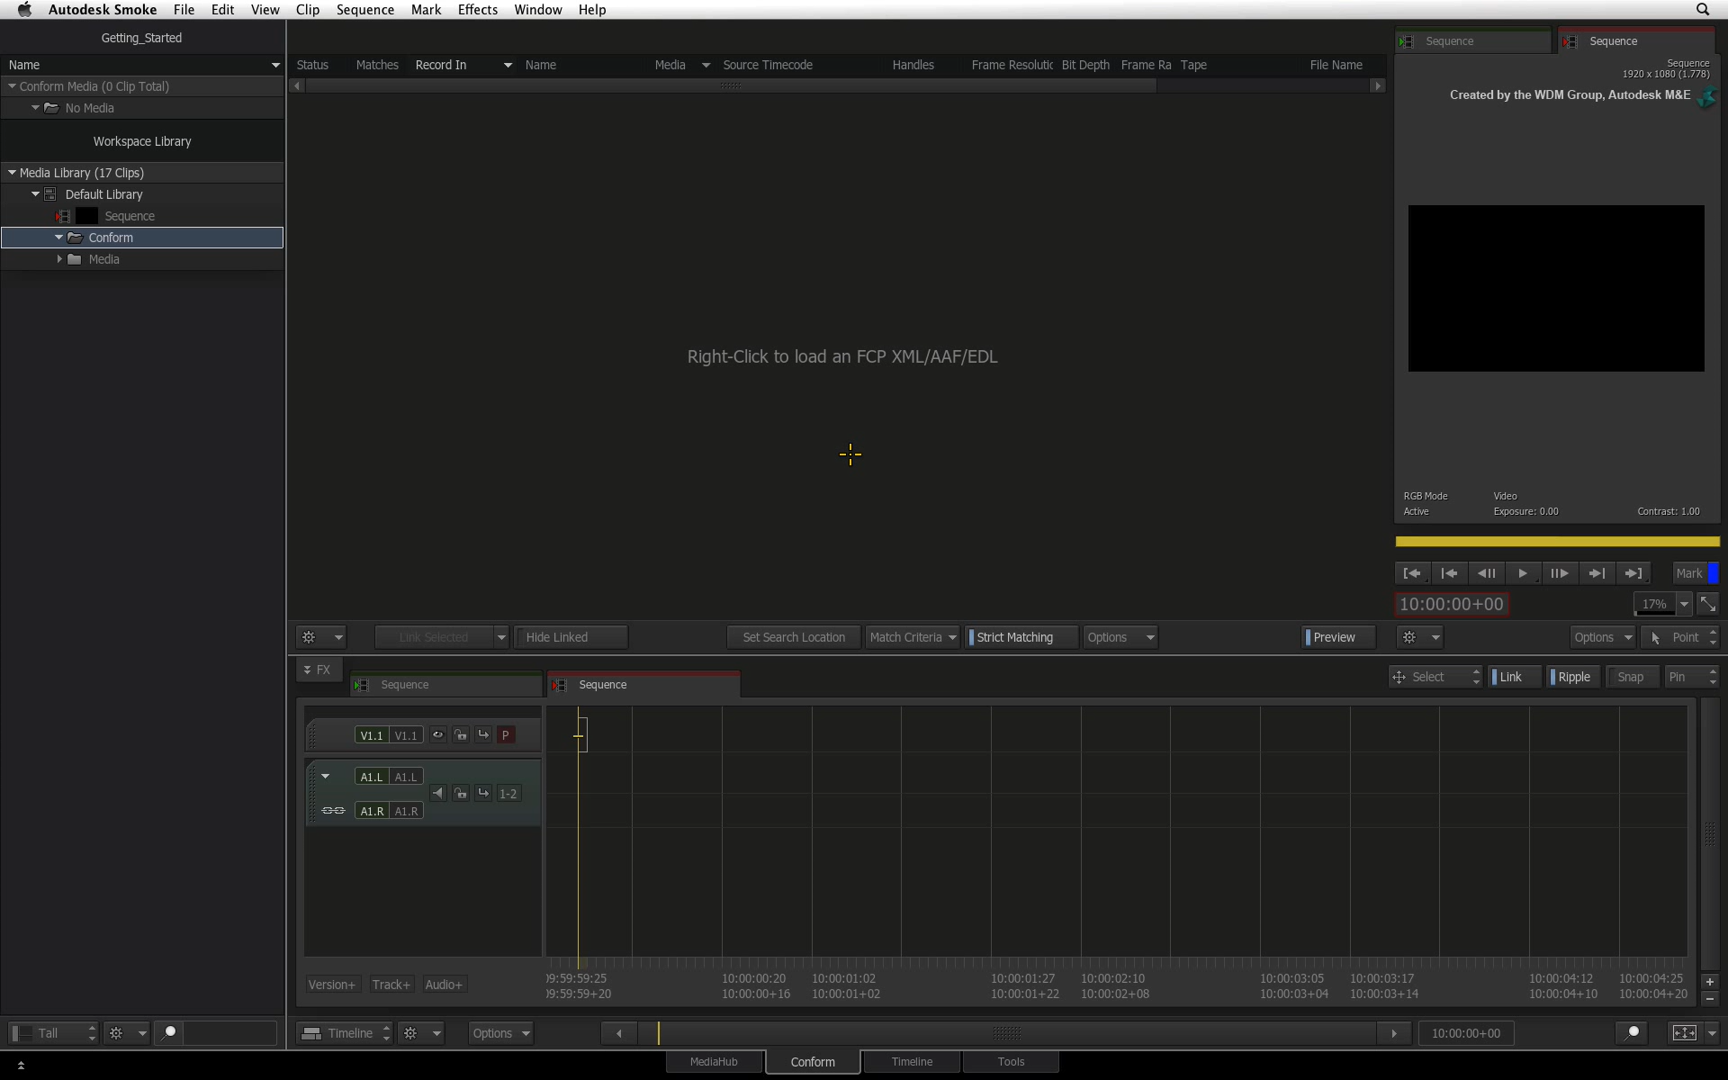 Autodesk Smoke File Edit View Clip Sequence Mark Effects Window Help
Getting_Started
Name
Conform Media (0 Clip Total)
No Media
Workspace Library
Media Library (17 Clips)
Default Library
Sequence
Conform
Media
Status Matches Record In Name Media Source Timecode Handles Frame Resolutic Bit Depth Frame Ra Tape File Name
Right-Click to load an FCP XML/AAF/EDL
Sequence Sequence
Sequence
1920 x 1080 (1.778)
Created by the WDM Group, Autodesk M&E
RGB Mode Video
Active Exposure: 0.00 Contrast: 1.00
Mark
10:00:00+00 17%
Link Selected Hide Linked Set Search Location Match Criteria Strict Matching Options Preview Options Point
FX Sequence Sequence Select Link Ripple Snap Pin
V1.1 V1.1 P
A1.L A1.L
1-2
A1.R A1.R
09:59:59:25 10:00:00:20 10:00:01:02 10:00:01:27 10:00:02:10 10:00:03:05 10:00:03:17 10:00:04:12 10:00:04:25
Version+ Track+ Audio+
09:59:59+20 10:00:00+16 10:00:01+02 10:00:01+22 10:00:02+08 10:00:03+04 10:00:03+14 10:00:04+10 10:00:04+20
Tall Timeline Options 10:00:00+00
MediaHub Conform Timeline Tools